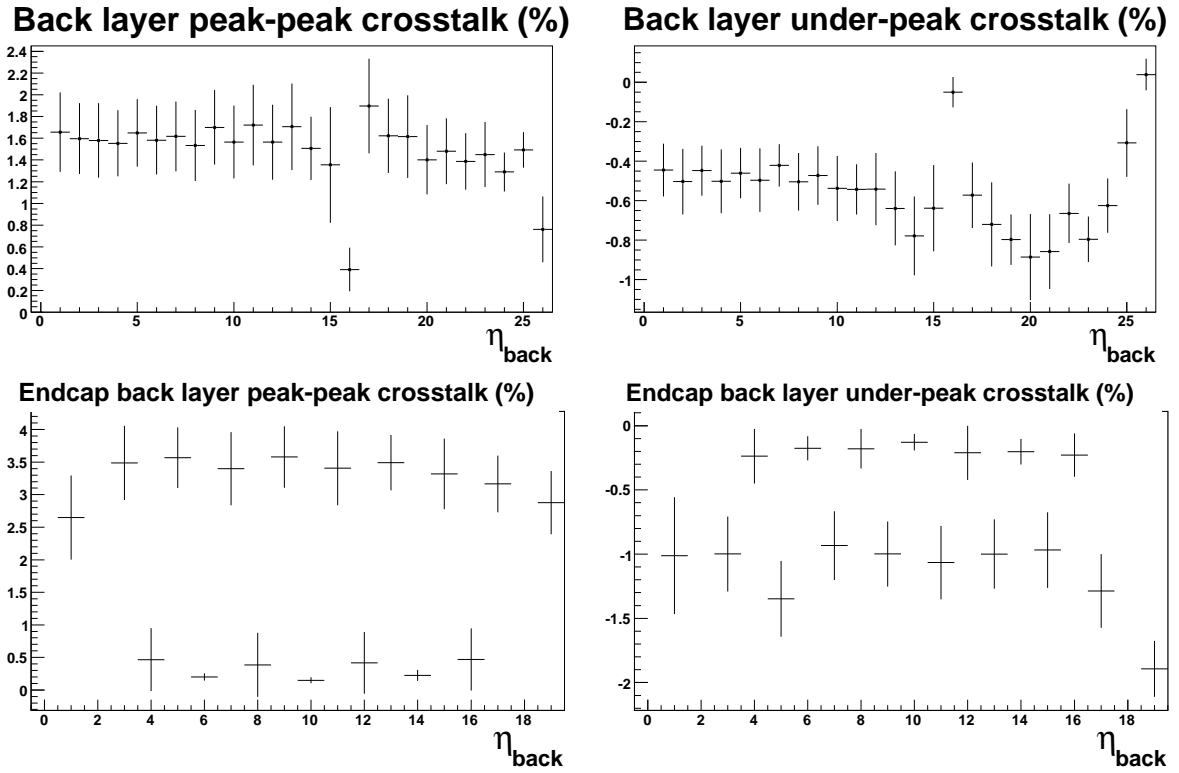 Back layer peak-peak crosstalk (%)
2.4
2.2
2
1.8
1.6
1.4
1.2
1
0.8
0.6
0.4
0.2
0
0 5 10 15 20 25
η back
Back layer under-peak crosstalk (%)
0
-0.2
-0.4
-0.6
-0.8
-1
0 5 10 15 20 25
η back
Endcap back layer peak-peak crosstalk (%)
4
3.5
3
2.5
2
1.5
1
0.5
0
0 2 4 6 8 10 12 14 16 18
η back
Endcap back layer under-peak crosstalk (%)
0
-0.5
-1
-1.5
-2
0 2 4 6 8 10 12 14 16 18
η back